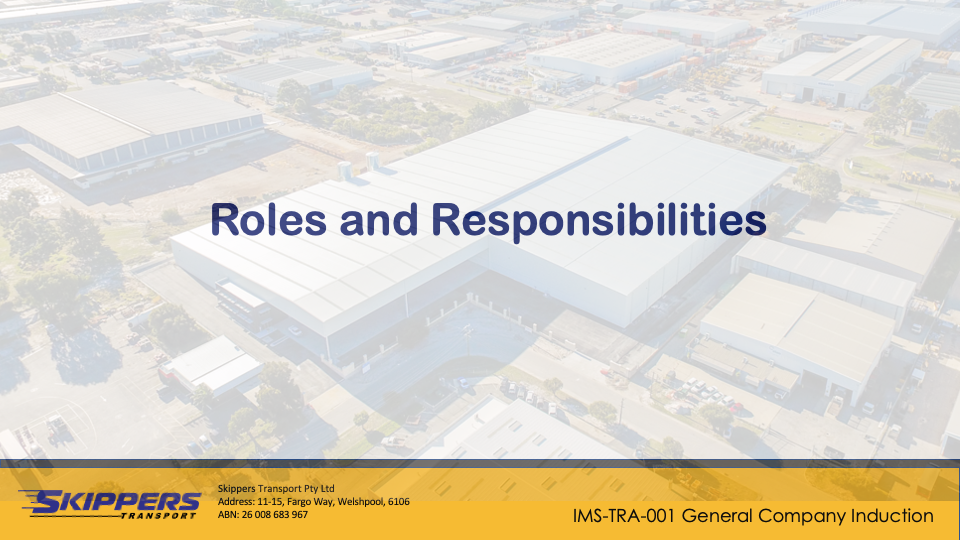 Roles and Responsibilities
SKIPPERS
TRANSPORT
Skippers Transport Pty Ltd
Address: 11-15, Fargo Way, Welshpool, 6106
ABN: 26 008 683 967
IMS-TRA-001 General Company Induction